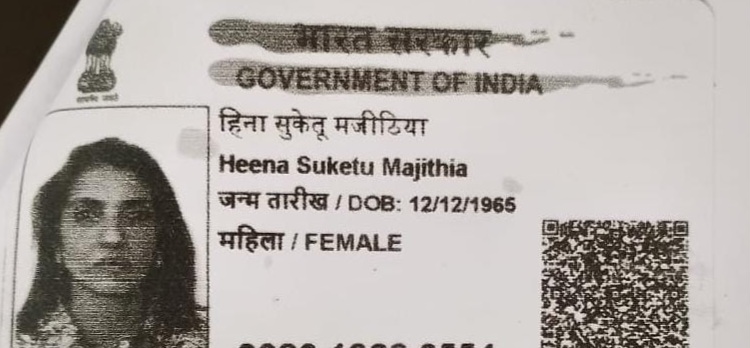 भारत सरकार
GOVERNMENT OF INDIA
हिना सुकेतू मजीठिया
Heena Suketu Majithia
जन्म तारीख / DOB: 12/12/1965
महिला / FEMALE